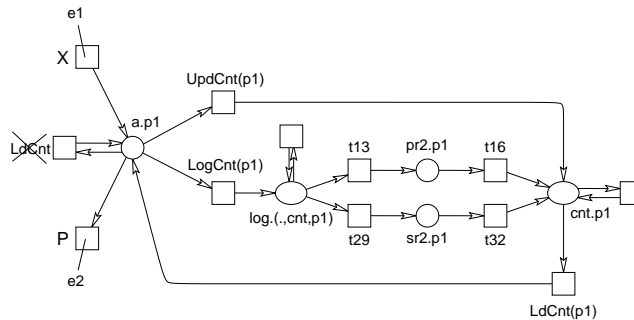 e1
X
UpdCnt(p1)
a.p1
LdCnt
LogCnt(p1)
t13
pr2.p1
t16
log.(.,cnt,p1)
cnt.p1
P
t29
sr2.p1
t32
e2
LdCnt(p1)